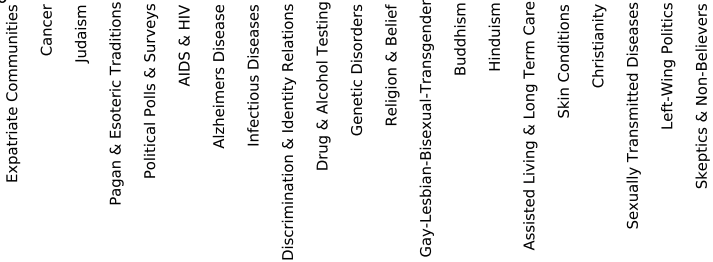 Expatriate Communities
Cancer
Judaism
Pagan & Esoteric Traditions
Political Polls & Surveys
AIDS & HIV
Alzheimers Disease
Infectious Diseases
Discrimination & Identity Relations
Drug & Alcohol Testing
Genetic Disorders
Religion & Belief
Gay-Lesbian-Bisexual-Transgender
Buddhism
Hinduism
Assisted Living & Long Term Care
Skin Conditions
Christianity
Sexually Transmitted Diseases
Left-Wing Politics
Skeptics & Non-Believers